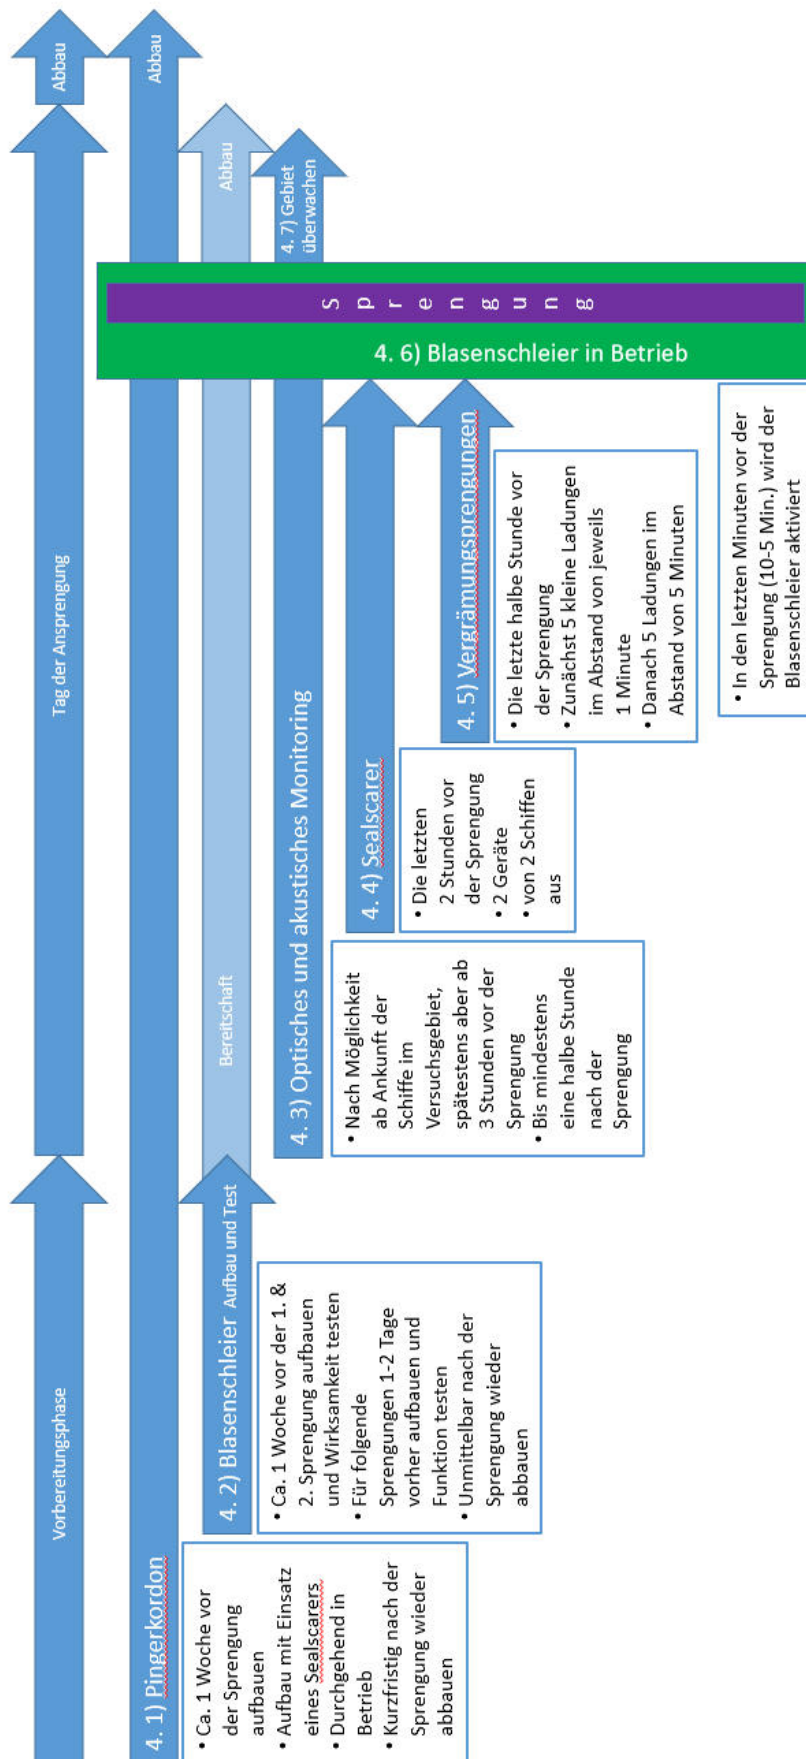 Vorbereitungsphase
Tag der Ansprengung
Abbau
4. 1) Pingerkordon
Abbau
• Ca. 1 Woche vor
der Sprengung
aufbauen
• Aufbau mit Einsatz
eines Sealscarers
• Durchgehend in
Betrieb
• Kurzfristig nach der
Sprengung wieder
abbauen
4. 2) Blasenschleier Aufbau und Test
Bereitschaft
Abbau
• Ca. 1 Woche vor der 1. &
2. Sprengung aufbauen
und Wirksamkeit testen
• Für folgende
Sprengungen 1-2 Tage
vorher aufbauen und
Funktion testen
• Unmittelbar nach der
Sprengung wieder
abbauen
4. 3) Optisches und akustisches Monitoring
4. 7) Gebiet
überwachen
• Nach Möglichkeit
ab Ankunft der
Schiffe im
Versuchsgebiet,
spätestens aber ab
3 Stunden vor der
Sprengung
• Bis mindestens
eine halbe Stunde
nach der
Sprengung
4. 4) Sealscarer
• Die letzten
2 Stunden vor
der Sprengung
• 2 Geräte
• von 2 Schiffen
aus
4. 5) Vergrämungsprengungen
• Die letzte halbe Stunde vor
der Sprengung
• Zunächst 5 kleine Ladungen
im Abstand von jeweils
1 Minute
• Danach 5 Ladungen im
Abstand von 5 Minuten
4. 6) Blasenschleier in Betrieb
S p r e n g u n g
• In den letzten Minuten vor der
Sprengung (10-5 Min.) wird der
Blasenschleier aktiviert